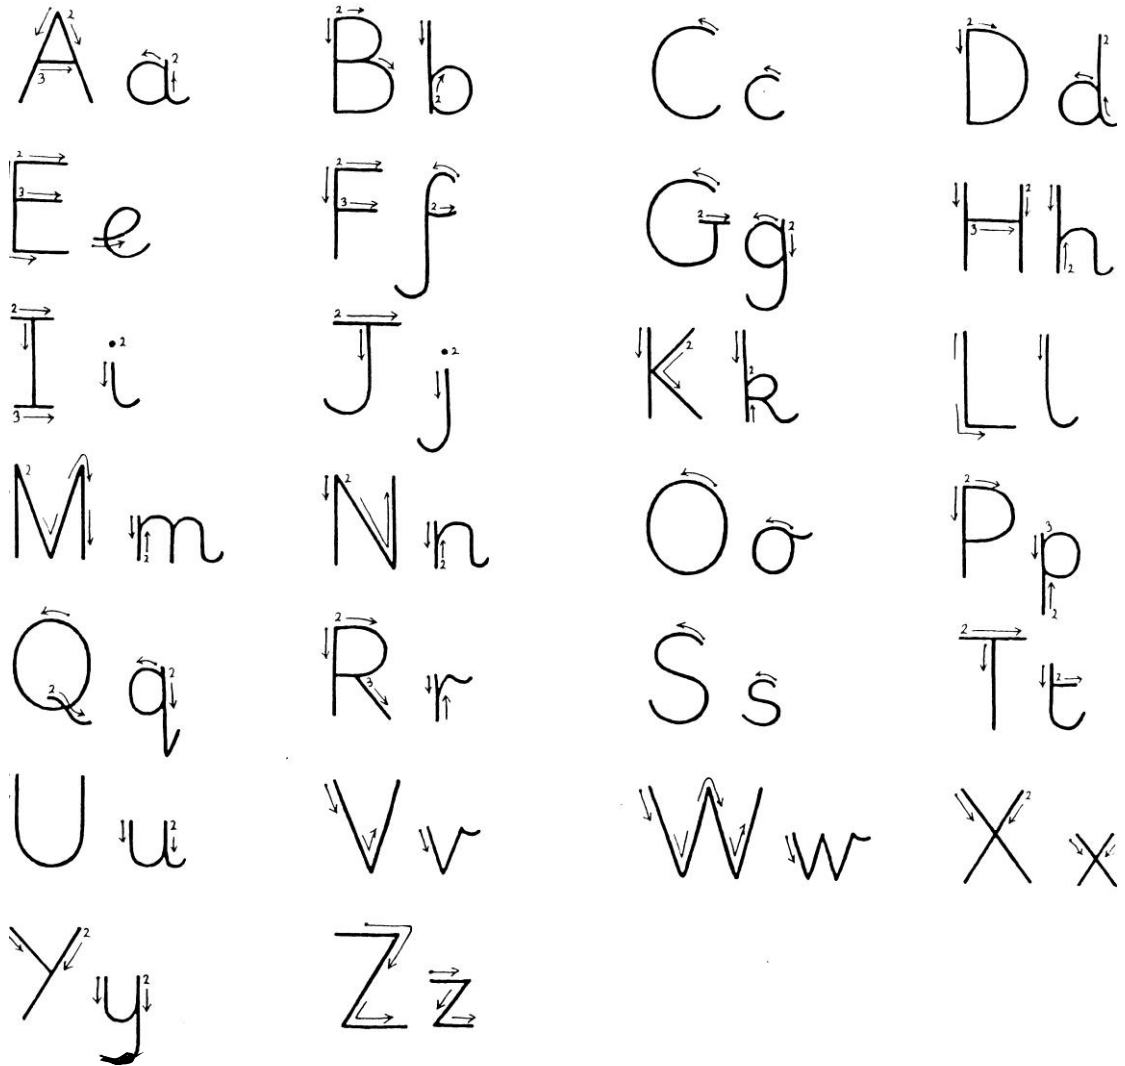 A a B b C c D d
E e F f G g H h
I i J j K k L l
M m N n O o P p
Q q R r S s T t
U u V v W w X x
Y y Z z